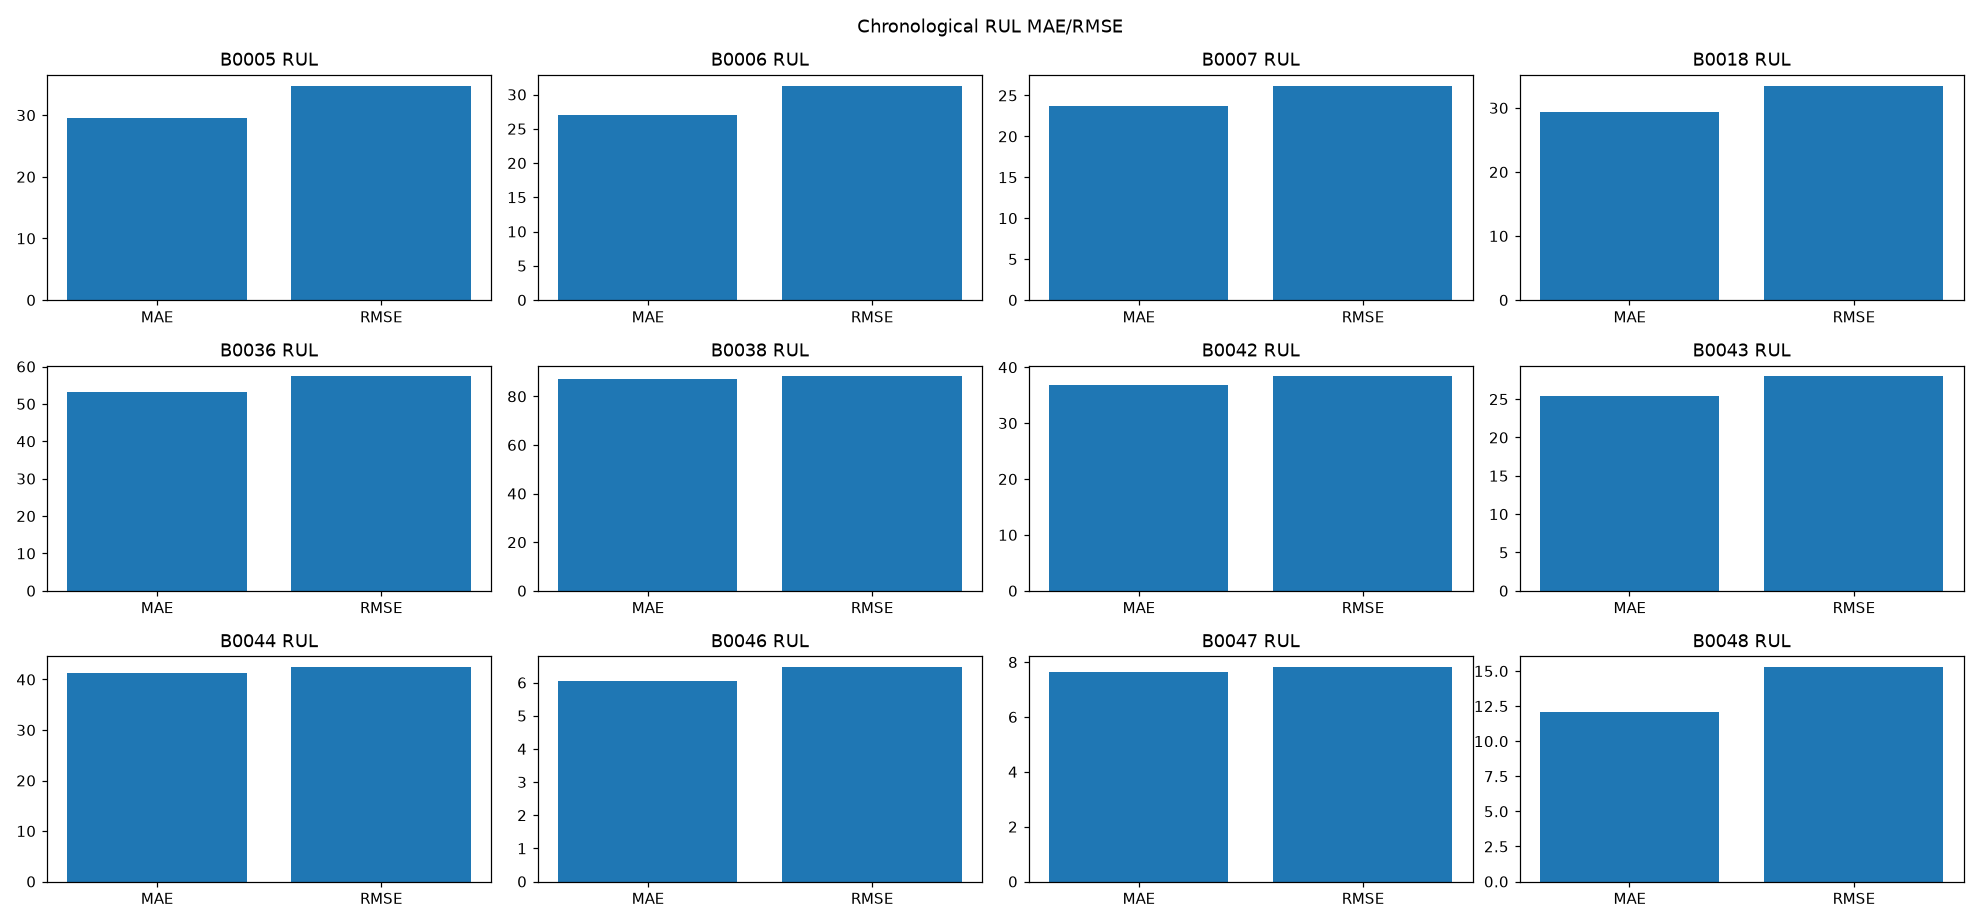 Chronological RUL MAE/RMSE
B0005 RUL
30
20
10
0
MAE RMSE
B0006 RUL
30
25
20
15
10
5
0
MAE RMSE
B0007 RUL
25
20
15
10
5
0
MAE RMSE
B0018 RUL
30
20
10
0
MAE RMSE
B0036 RUL
60
50
40
30
20
10
0
MAE RMSE
B0038 RUL
80
60
40
20
0
MAE RMSE
B0042 RUL
40
30
20
10
0
MAE RMSE
B0043 RUL
25
20
15
10
5
0
MAE RMSE
B0044 RUL
40
30
20
10
0
MAE RMSE
B0046 RUL
6
5
4
3
2
1
0
MAE RMSE
B0047 RUL
8
6
4
2
0
MAE RMSE
B0048 RUL
15.0
12.5
10.0
7.5
5.0
2.5
0.0
MAE RMSE